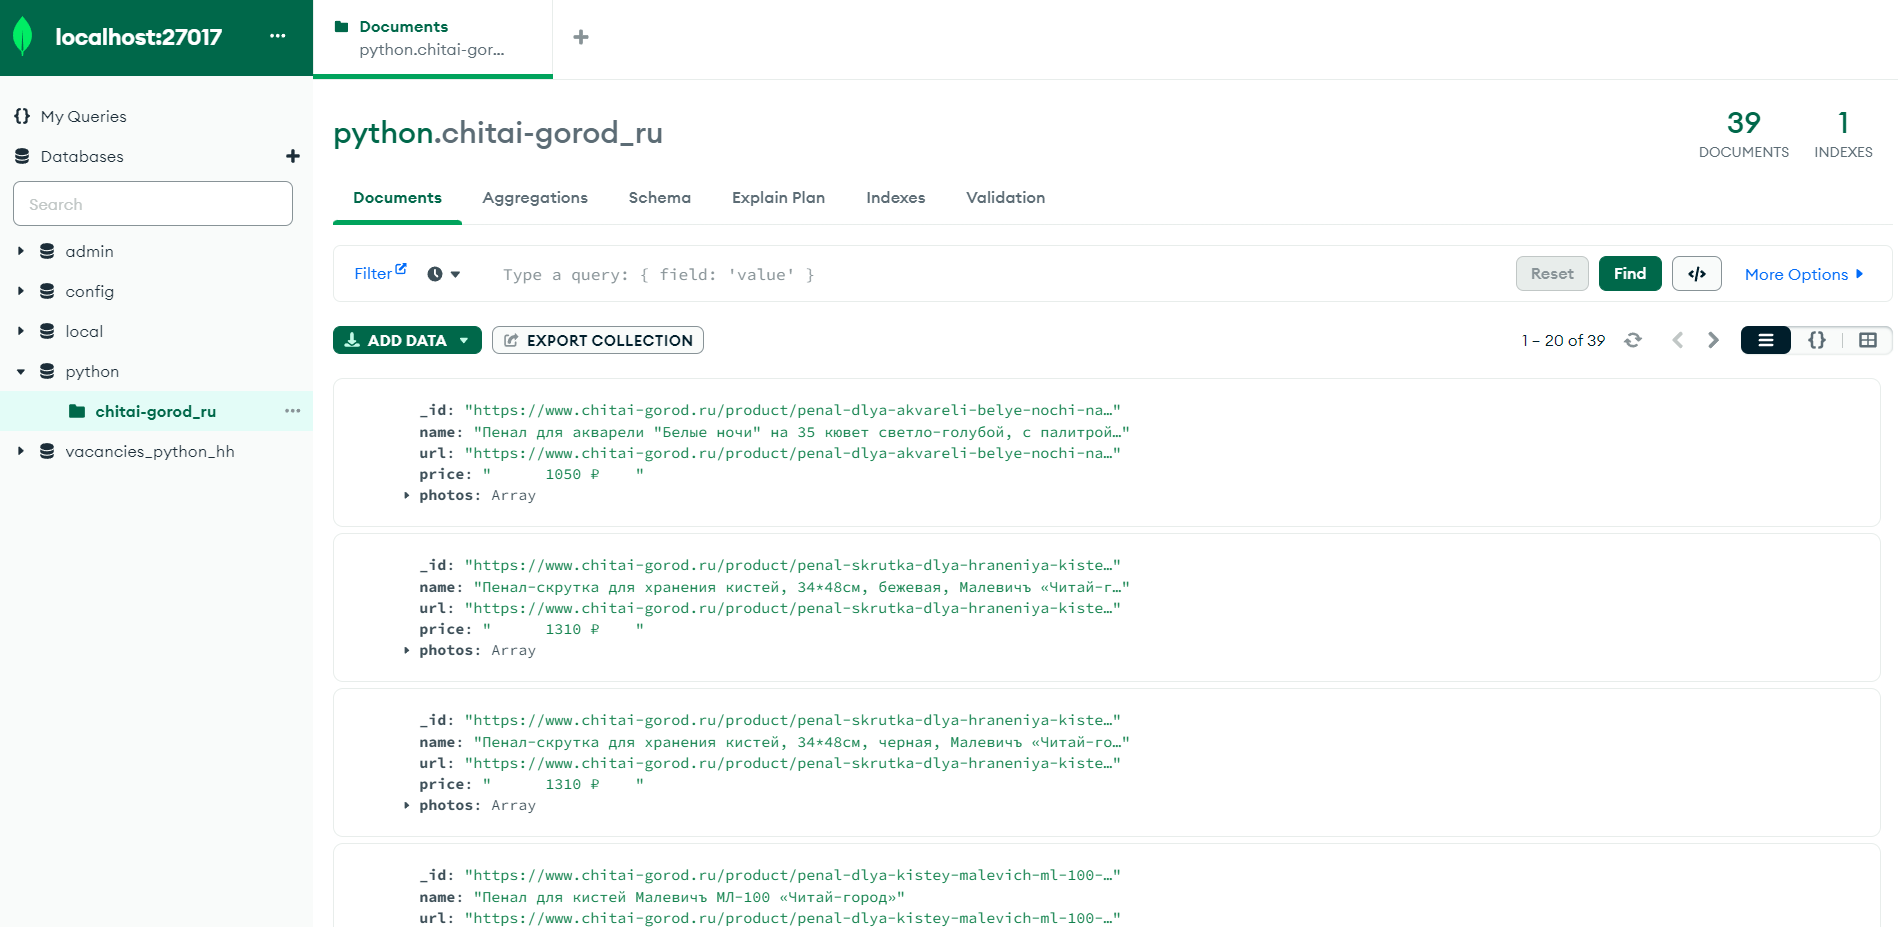 localhost:27017 ...
Documents
python.chitai-gor...
My Queries
Databases
Search
admin
config
local
python
chitai-gorod_ru ...
vacancies_python_hh
python.chitai-gorod_ru
39
DOCUMENTS
1
INDEXES
Documents Aggregations Schema Explain Plan Indexes Validation
Filter Type a query: { field: 'value' } Reset Find </> More Options
ADD DATA EXPORT COLLECTION 1 – 20 of 39 {}
_id: "https://www.chitai-gorod.ru/product/penal-dlya-akvareli-belye-nochi-na…"
name: "Пенал для акварели "Белые ночи" на 35 кювет светло-голубой, с палитрой…"
url: "https://www.chitai-gorod.ru/product/penal-dlya-akvareli-belye-nochi-na…"
price: " 1050 ₽ "
photos: Array
_id: "https://www.chitai-gorod.ru/product/penal-skrutka-dlya-hraneniya-kiste…"
name: "Пенал-скрутка для хранения кистей, 34*48см, бежевая, Малевичъ «Читай-г…"
url: "https://www.chitai-gorod.ru/product/penal-skrutka-dlya-hraneniya-kiste…"
price: " 1310 ₽ "
photos: Array
_id: "https://www.chitai-gorod.ru/product/penal-skrutka-dlya-hraneniya-kiste…"
name: "Пенал-скрутка для хранения кистей, 34*48см, черная, Малевичъ «Читай-го…"
url: "https://www.chitai-gorod.ru/product/penal-skrutka-dlya-hraneniya-kiste…"
price: " 1310 ₽ "
photos: Array
_id: "https://www.chitai-gorod.ru/product/penal-dlya-kistey-malevich-ml-100-…"
name: "Пенал для кистей Малевичъ МЛ-100 «Читай-город»"
url: "https://www.chitai-gorod.ru/product/penal-dlya-kistey-malevich-ml-100-…"